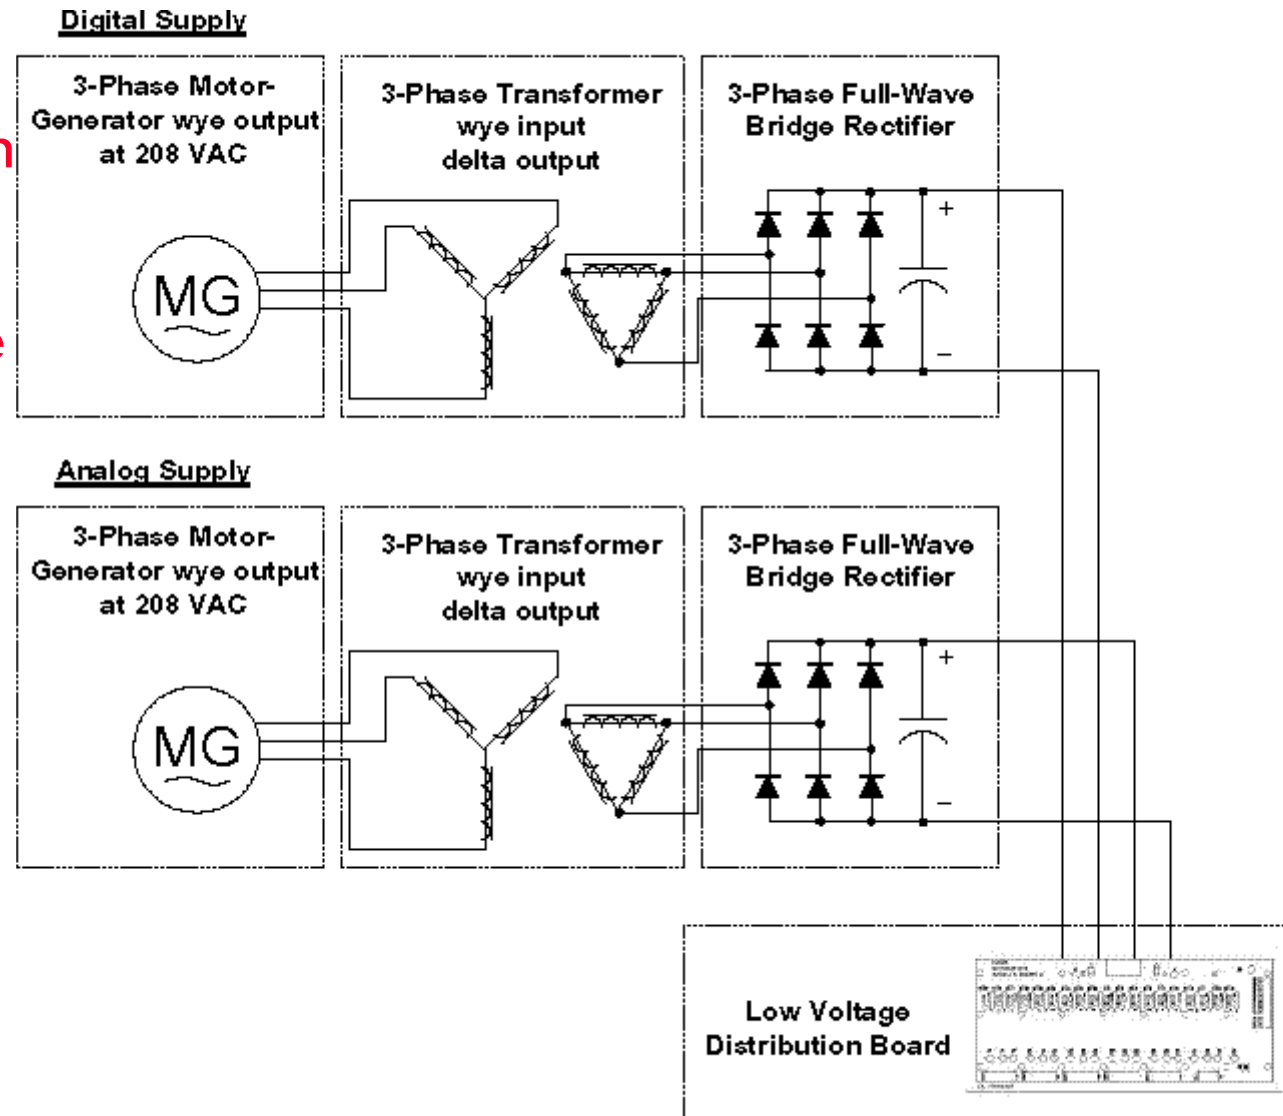 Digital Supply
3-Phase Motor-
Generator wye output
at 208 VAC
3-Phase Transformer
wye input
delta output
3-Phase Full-Wave
Bridge Rectifier
n
e
MG
+
−
Analog Supply
3-Phase Motor-
Generator wye output
at 208 VAC
3-Phase Transformer
wye input
delta output
3-Phase Full-Wave
Bridge Rectifier
MG
+
−
Low Voltage
Distribution Board